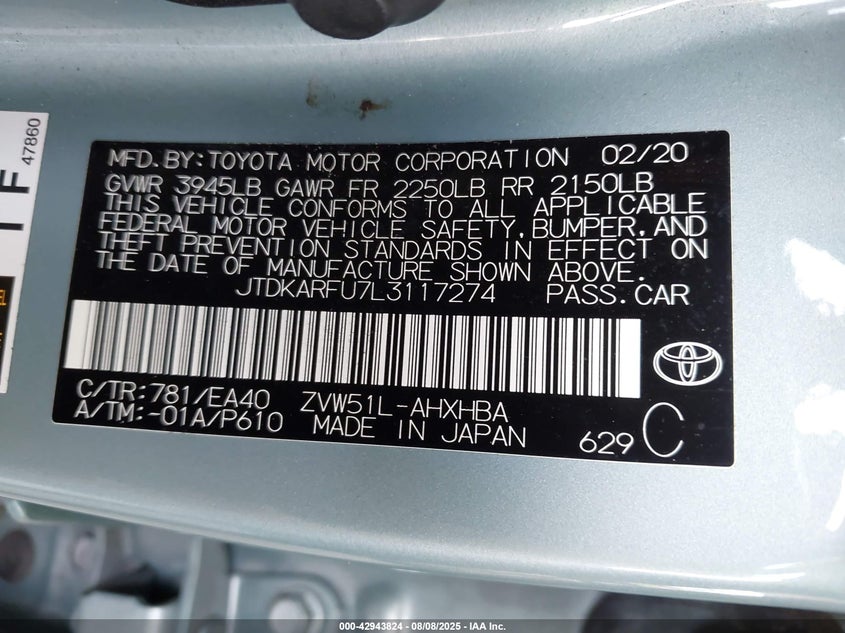 47860
MFD. BY: TOYOTA MOTOR CORPORATION 02/20
GVWR 3945LB GAWR FR 2250LB RR 2150LB
THIS VEHICLE CONFORMS TO ALL APPLICABLE
FEDERAL MOTOR VEHICLE SAFETY, BUMPER, AND
THEFT PREVENTION STANDARDS IN EFFECT ON
THE DATE OF MANUFACTURE SHOWN ABOVE.
JTDKARFU7L3117274 PASS. CAR
C/TR: 781/EA40 ZVW51L-AHXHBA
A/TM: -01A/P610 MADE IN JAPAN
629 C
000-42943824 - 08/08/2025 - IAA Inc.